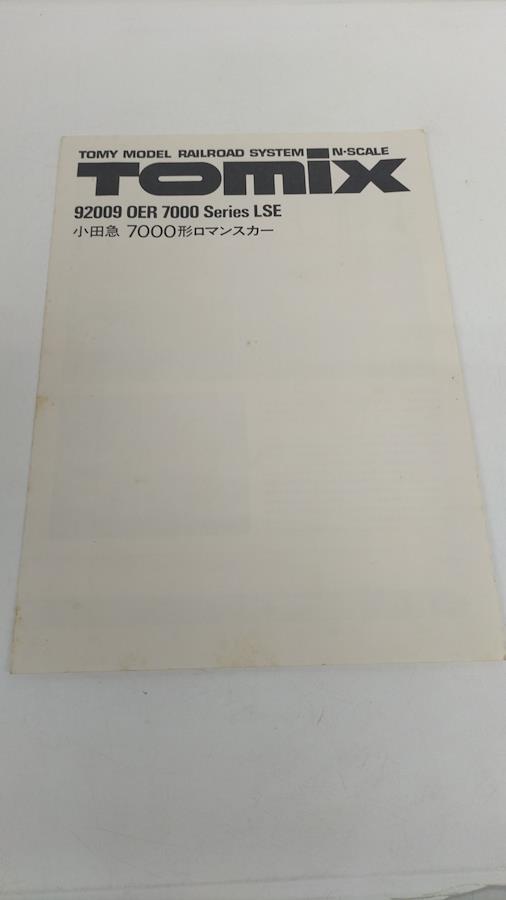 TOMY MODEL RAILROAD SYSTEM N·SCALE
TOMIX
92009 OER 7000 Series LSE
小田急 7000形ロマンスカー